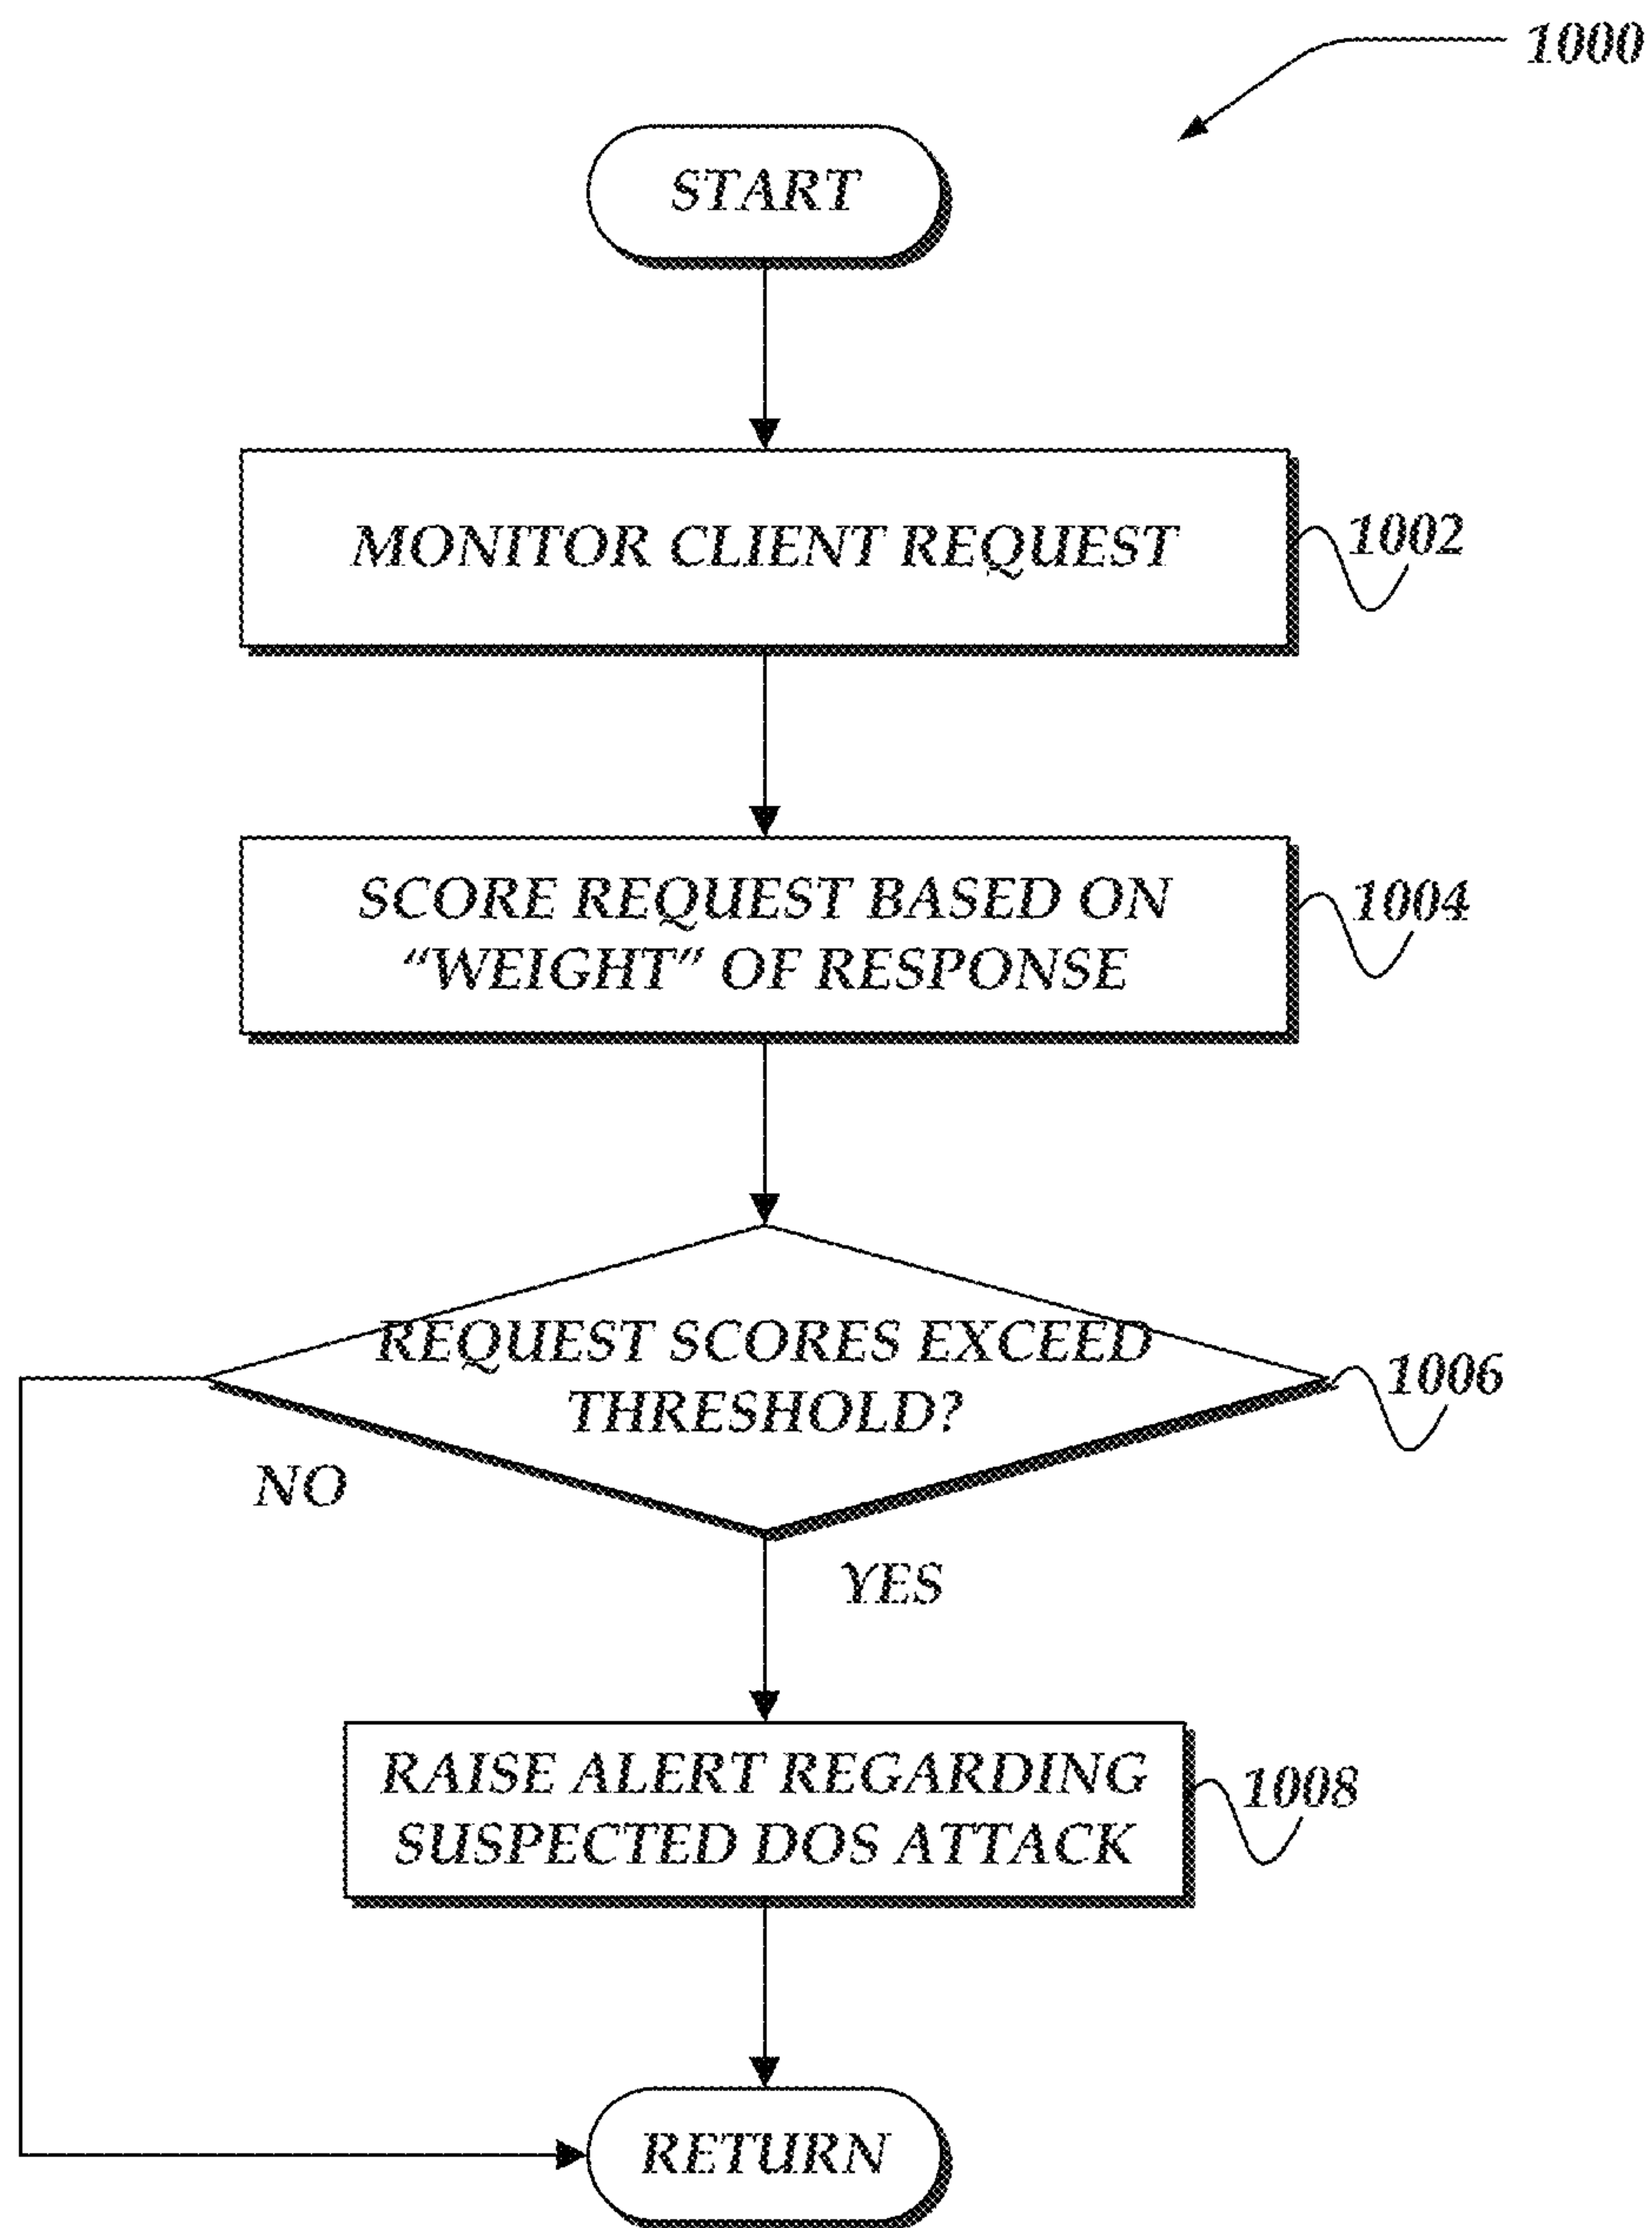 1000
START
MONITOR CLIENT REQUEST
1002
SCORE REQUEST BASED ON
“WEIGHT” OF RESPONSE
1004
REQUEST SCORES EXCEED
THRESHOLD?
1006
NO
YES
RAISE ALERT REGARDING
SUSPECTED DOS ATTACK
1008
RETURN